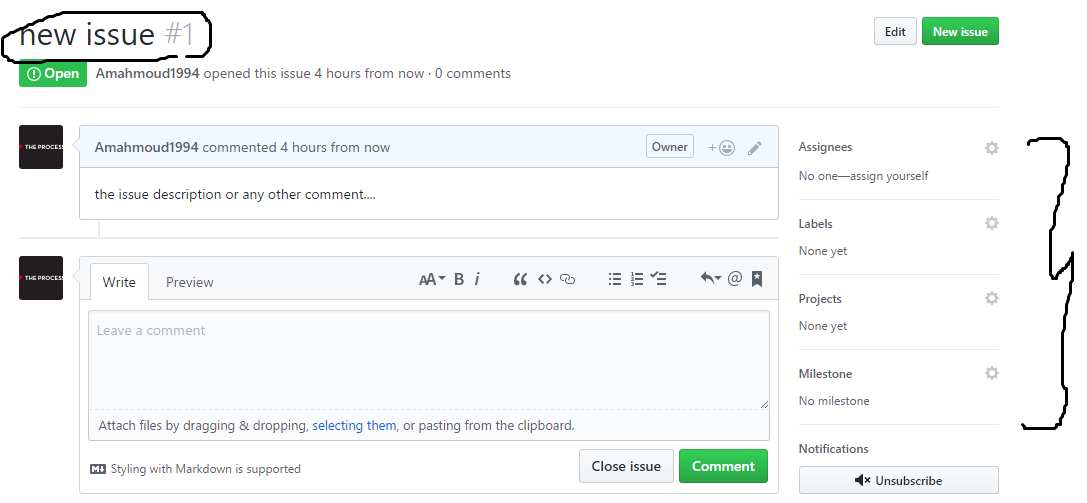 new issue #1
Edit
New issue
Open
Amahmoud1994 opened this issue 4 hours from now · 0 comments
THE PROCESS
Amahmoud1994 commented 4 hours from now
Owner
+
the issue description or any other comment....
THE PROCESS
Write
Preview
AA
B
i
“
<>
@
Leave a comment
Attach files by dragging & dropping, selecting them, or pasting from the clipboard.
M↓ Styling with Markdown is supported
Close issue
Comment
Assignees
No one—assign yourself
Labels
None yet
Projects
None yet
Milestone
No milestone
Notifications
Unsubscribe